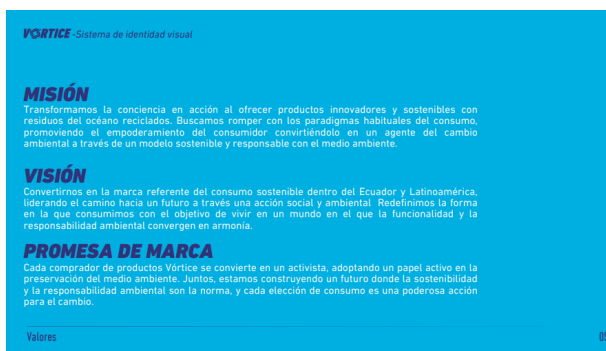 VÓRTICE -Sistema de identidad visual
MISIÓN
Transformamos la conciencia en acción al ofrecer productos innovadores y sostenibles con
residuos del océano reciclados. Buscamos romper con los paradigmas habituales del consumo,
promoviendo el empoderamiento del consumidor convirtiéndolo en un agente del cambio
ambiental a través de un modelo sostenible y responsable con el medio ambiente.
VISIÓN
Convertirnos en la marca referente del consumo sostenible dentro del Ecuador y Latinoamérica,
liderando el camino hacia un futuro a través una acción social y ambiental Redefinimos la forma
en la que consumimos con el objetivo de vivir en un mundo en el que la funcionalidad y la
responsabilidad ambiental convergen en armonía.
PROMESA DE MARCA
Cada comprador de productos Vórtice se convierte en un activista, adoptando un papel activo en la
preservación del medio ambiente. Juntos, estamos construyendo un futuro donde la sostenibilidad
y la responsabilidad ambiental son la norma, y cada elección de consumo es una poderosa acción
para el cambio.
Valores